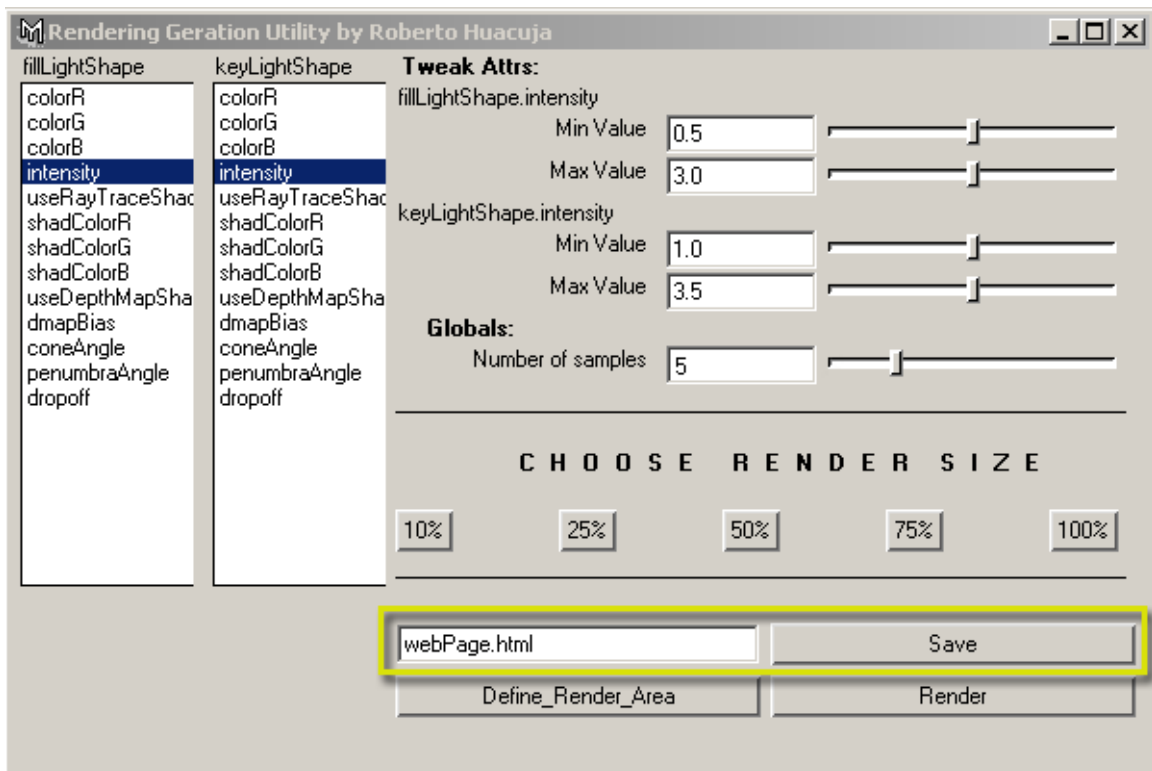 Rendering Geration Utility by Roberto Huacuja
fillLightShape
colorR
colorG
colorB
intensity
useRayTraceShad
shadColorR
shadColorG
shadColorB
useDepthMapSha
dmapBias
coneAngle
penumbraAngle
dropoff
keyLightShape
colorR
colorG
colorB
intensity
useRayTraceShad
shadColorR
shadColorG
shadColorB
useDepthMapSha
dmapBias
coneAngle
penumbraAngle
dropoff
Tweak Attrs:
fillLightShape.intensity
Min Value 0.5
Max Value 3.0
keyLightShape.intensity
Min Value 1.0
Max Value 3.5
Globals:
Number of samples 5
CHOOSE RENDER SIZE
10% 25% 50% 75% 100%
webPage.html Save
Define_Render_Area Render